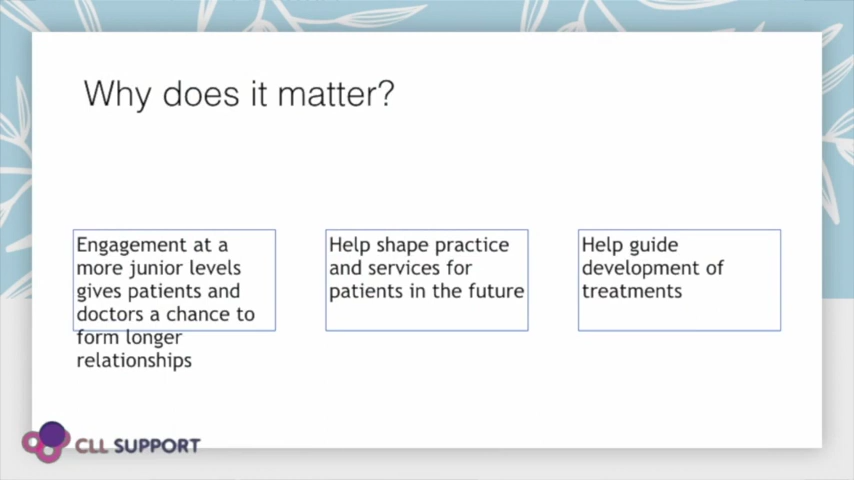 Why does it matter?
Engagement at a
more junior levels
gives patients and
doctors a chance to
form longer
relationships
Help shape practice
and services for
patients in the future
Help guide
development of
treatments
CLL SUPPORT